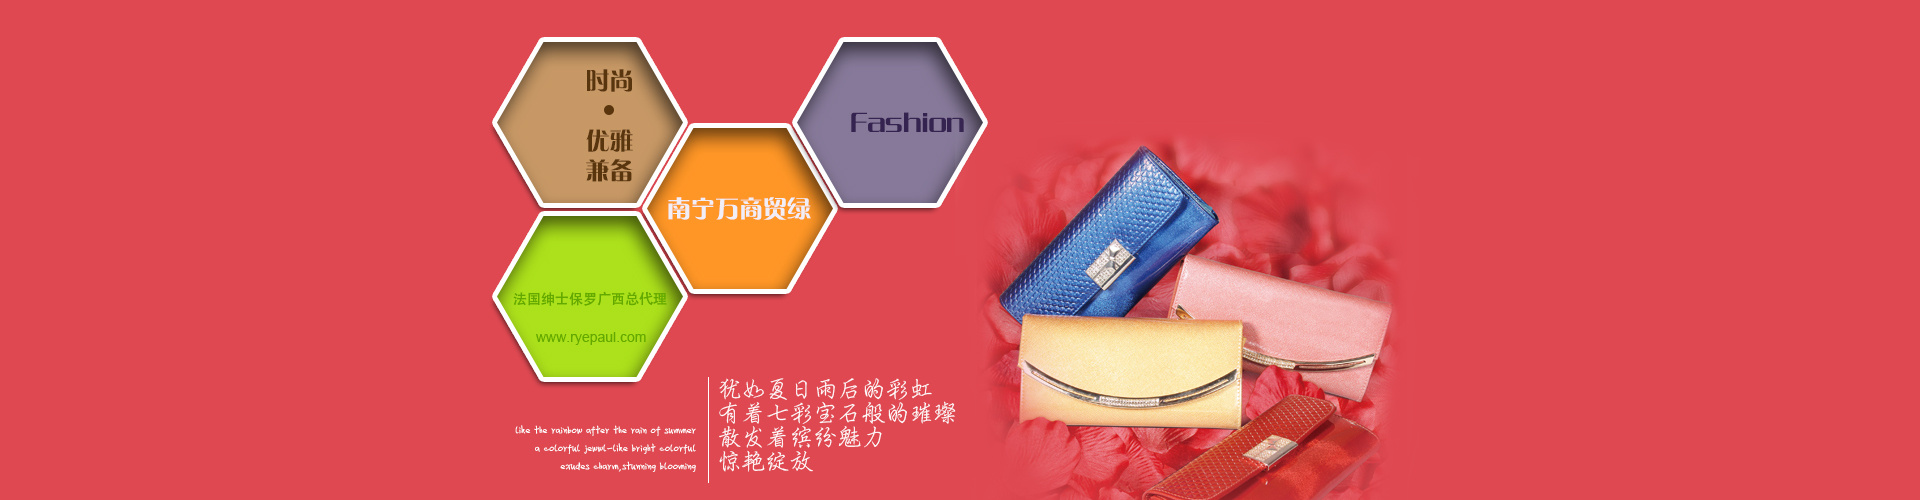 时尚
·
优雅
兼备
Fashion
南宁万商贸绿
法国绅士保罗广西总代理
www.ryepaul.com
like the rainbow after the rain of summer
a colorful jewwl-like bright colorful
exudes charm,stunning blooming
犹如夏日雨后的彩虹
有着七彩宝石般的璀璨
散发着缤纷魅力
惊艳绽放